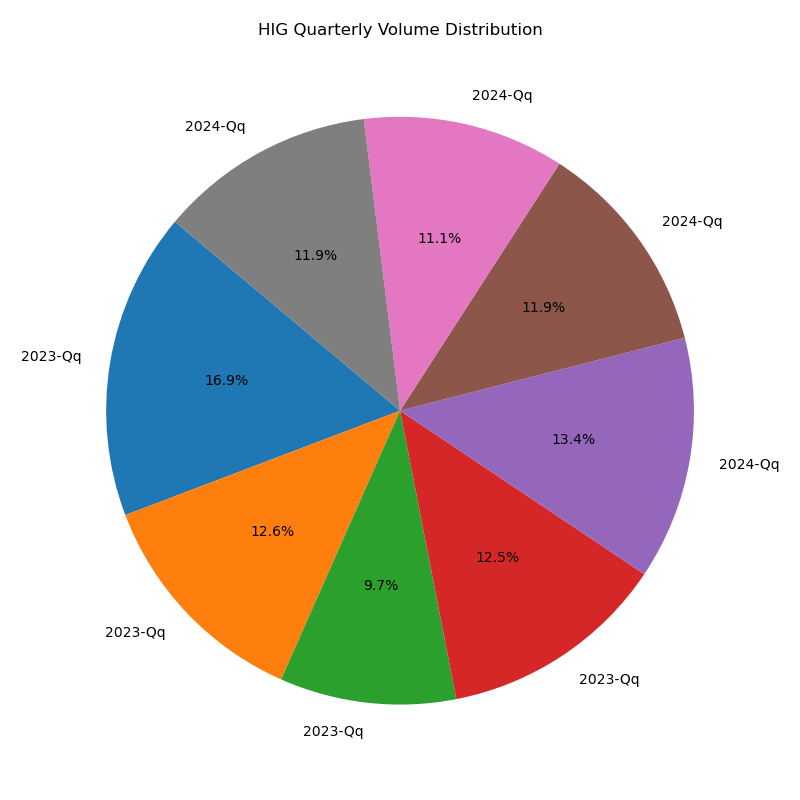 HIG Quarterly Volume Distribution
2024-Qq
2024-Qq
11.1%
11.9%
2024-Qq
11.9%
2023-Qq
16.9%
13.4%
2024-Qq
12.6%
12.5%
9.7%
2023-Qq
2023-Qq
2023-Qq